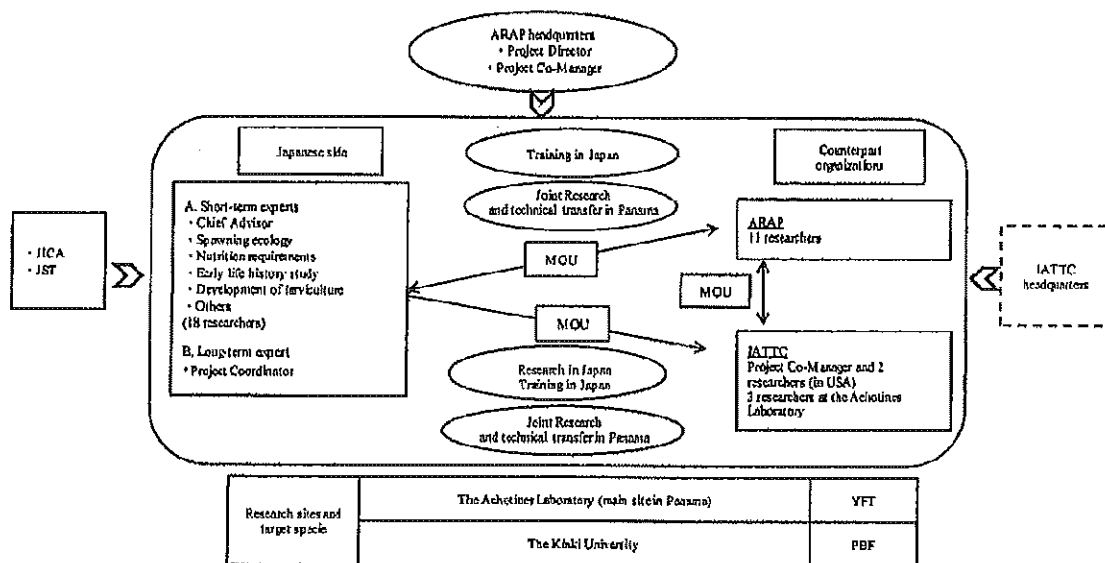 ARAP headquarters
• Project Director
• Project Co-Manager
Japanese side
Training in Japan
Counterpart
organizations
Joint Research
and technical transfer in Panama
A. Short-term experts
• Chief Advisor
• Spawning ecology
• Nutrition requirements
• Early life history study
• Development of larviculture
• Others
(18 researchers)
B. Long-term expert
• Project Coordinator
• JICA
• JST
MOU
ARAP
11 researchers
MOU
IATTC
headquarters
MOU
IATTC
Project Co-Manager and 2
researchers (in USA)
3 researchers at the Achotines
Laboratory
Research in Japan
Training in Japan
Joint Research
and technical transfer in Panama
Research sites and
target specie
The Achotines Laboratory (main site in Panama)
YFT
The Kinki University
PBF